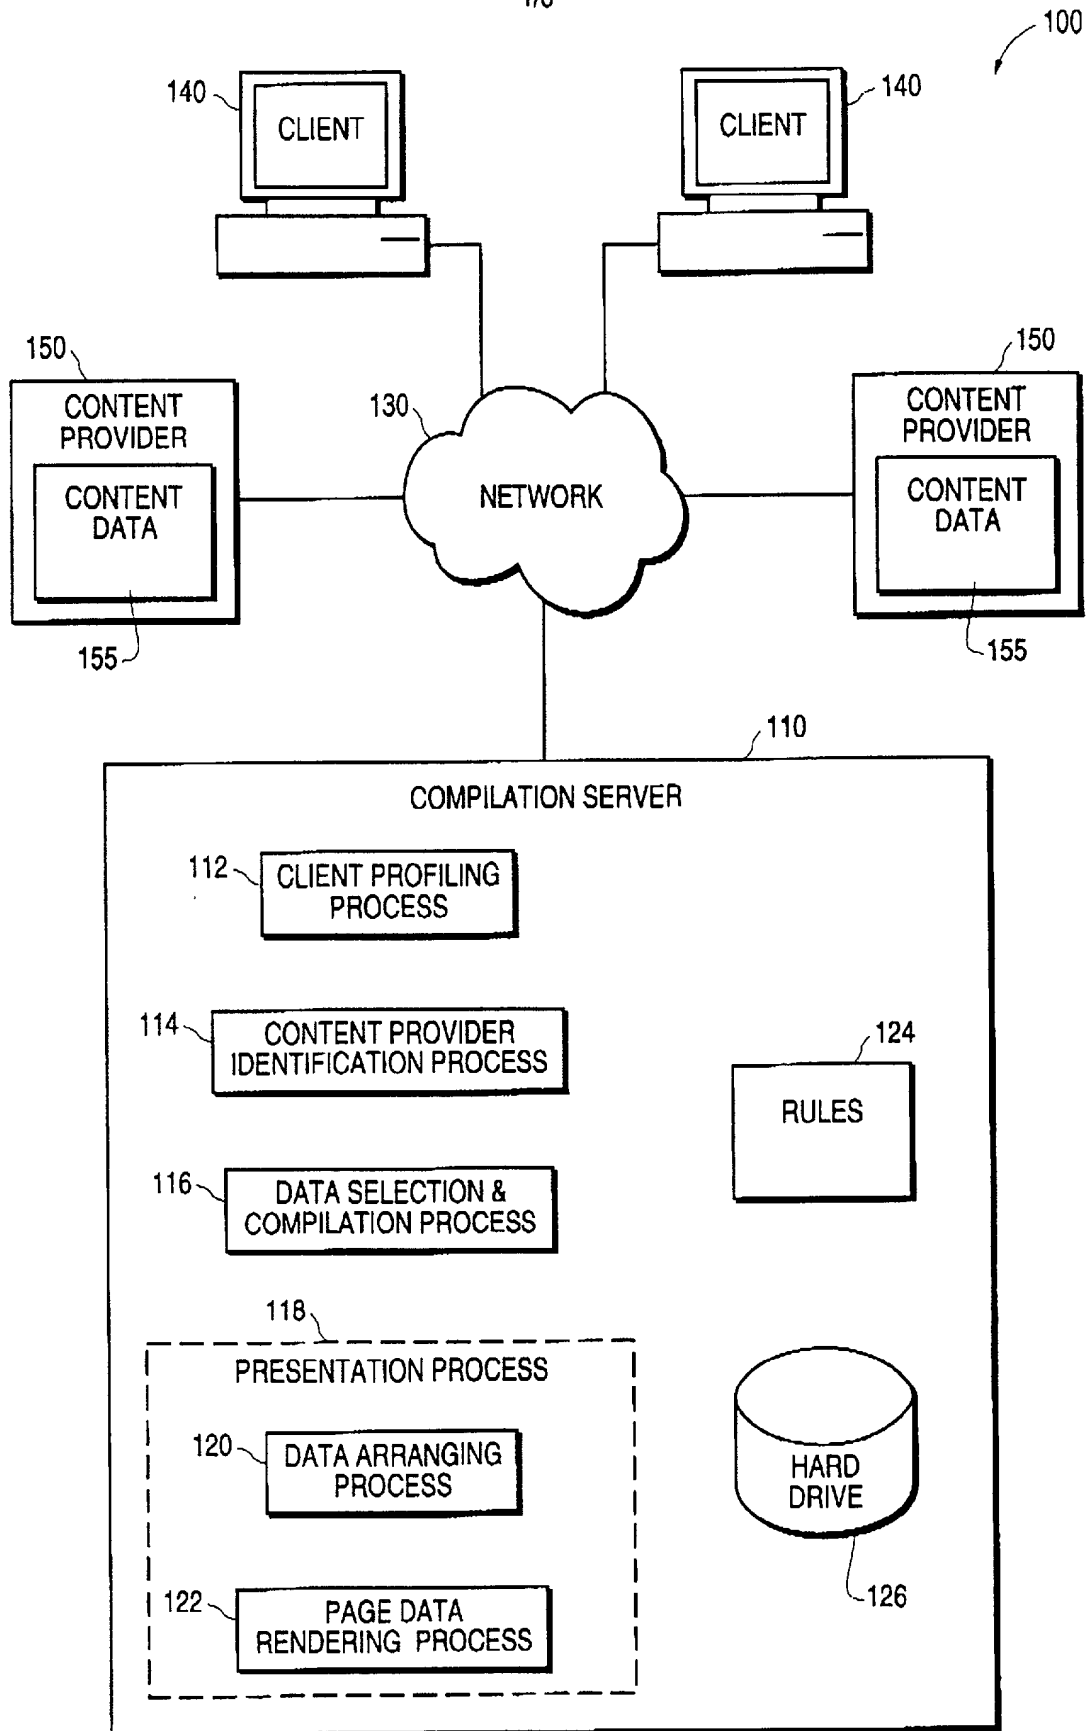 100
140
CLIENT
140
CLIENT
150
CONTENT
PROVIDER
CONTENT
DATA
155
130
NETWORK
150
CONTENT
PROVIDER
CONTENT
DATA
155
110
COMPILATION SERVER
112
CLIENT PROFILING
PROCESS
114
CONTENT PROVIDER
IDENTIFICATION PROCESS
124
RULES
116
DATA SELECTION &
COMPILATION PROCESS
118
PRESENTATION PROCESS
120
DATA ARRANGING
PROCESS
HARD
DRIVE
126
122
PAGE DATA
RENDERING PROCESS